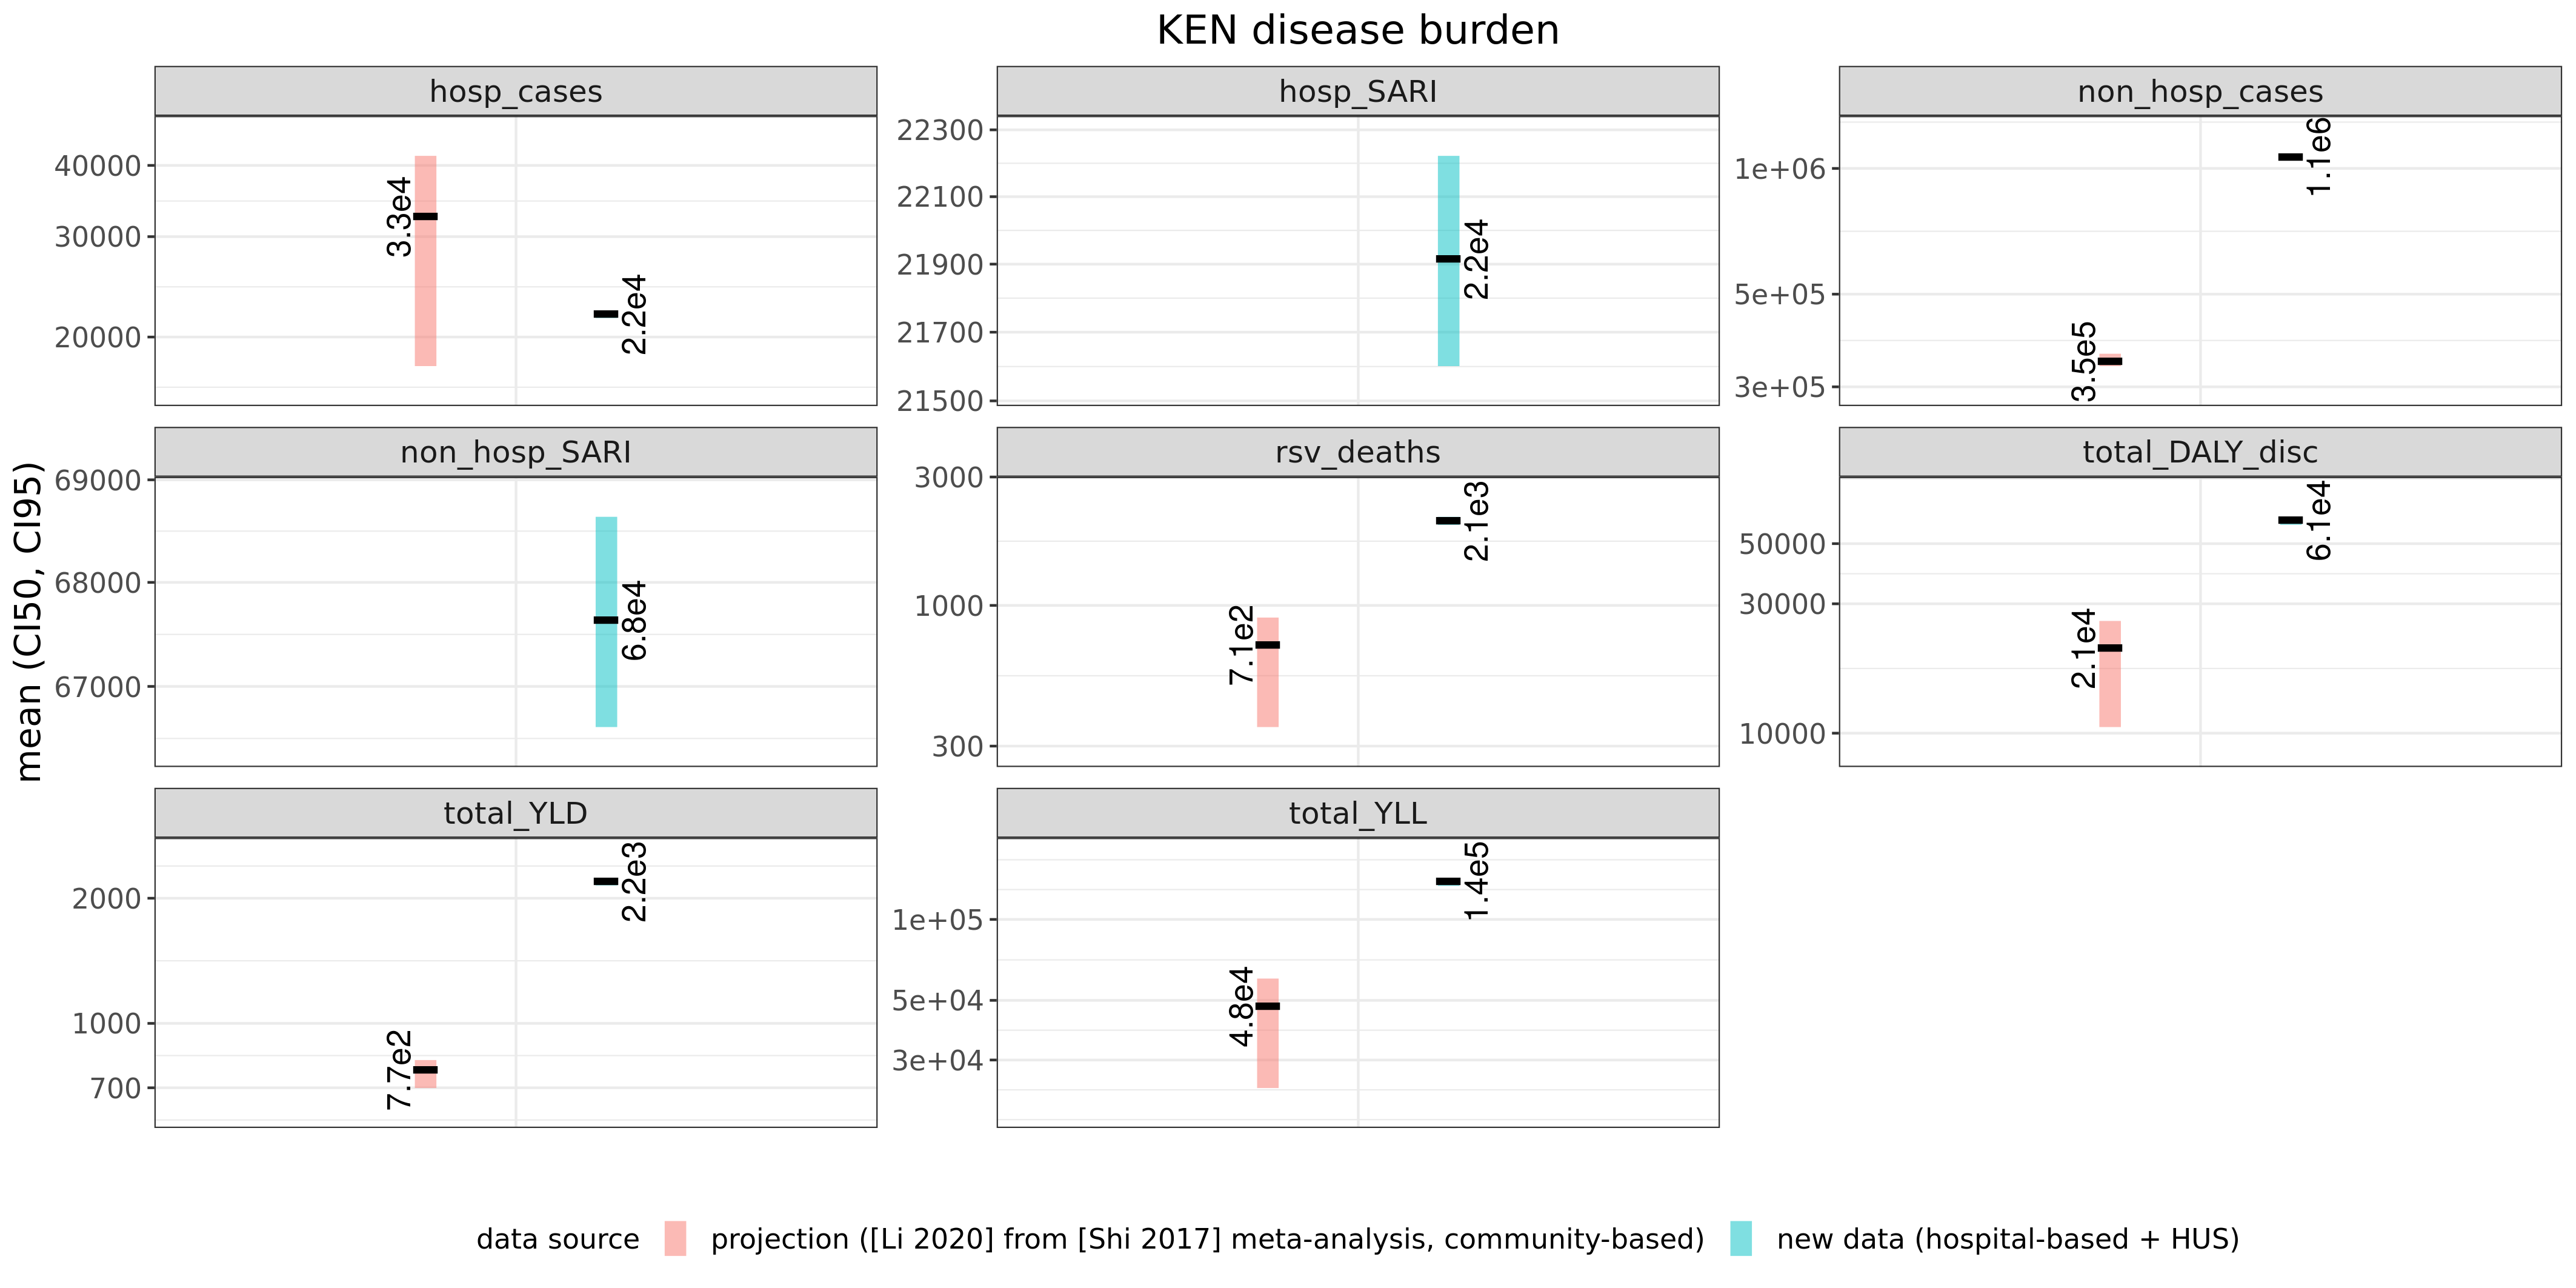 KEN disease burden
mean (CI50, CI95)
hosp_cases
40000
30000
20000
3.3e4
2.2e4
hosp_SARI
22300
22100
21900
21700
21500
2.2e4
non_hosp_cases
1e+06
5e+05
3e+05
3.5e5
1.1e6
non_hosp_SARI
69000
68000
67000
6.8e4
rsv_deaths
3000
1000
300
7.1e2
2.1e3
total_DALY_disc
50000
30000
10000
2.1e4
6.1e4
total_YLD
2000
1000
700
7.7e2
2.2e3
total_YLL
1e+05
5e+04
3e+04
4.8e4
1.4e5
data source projection ([Li 2020] from [Shi 2017] meta-analysis, community-based) new data (hospital-based + HUS)